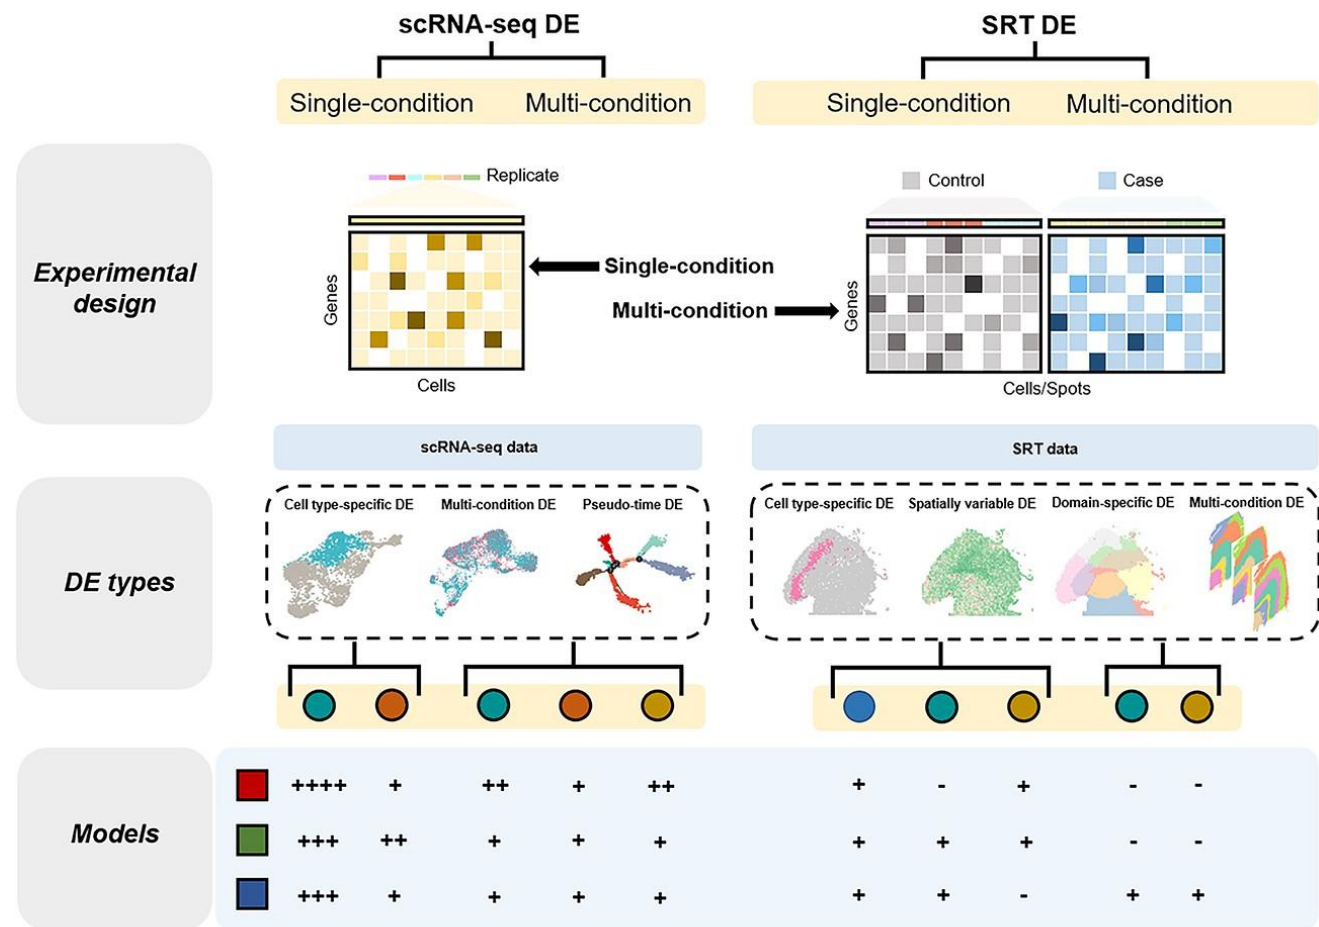 scRNA-seq DE
SRT DE
Single-condition Multi-condition
Single-condition Multi-condition
Replicate
Control
Case
Experimental
design
Genes
Cells
Single-condition
Multi-condition
Genes
Cells/Spots
scRNA-seq data
SRT data
DE types
Cell type-specific DE Multi-condition DE Pseudo-time DE
Cell type-specific DE Spatially variable DE Domain-specific DE Multi-condition DE
Models
++++ + ++ + ++ + - + - -
+++ ++ + + + + + + - -
+++ + + + + + + - + +